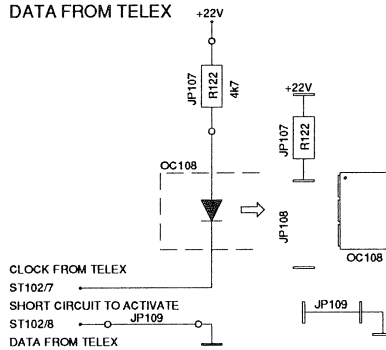 DATA FROM TELEX
+22V
JP107
R122
4k7
+22V
JP107
R122
OC108
JP108
OC108
CLOCK FROM TELEX
ST102/7
SHORT CIRCUIT TO ACTIVATE
ST102/8
JP109
JP109
DATA FROM TELEX